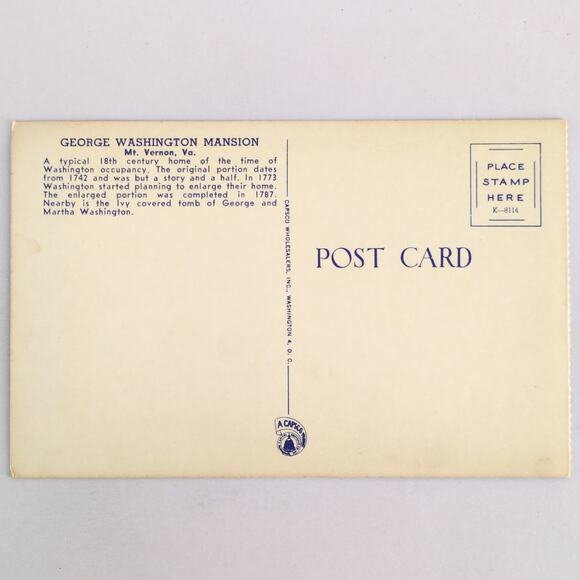 GEORGE WASHINGTON MANSION
Mt. Vernon, Va.
A typical 18th century home of the time of
Washington occupancy. The original portion dates
from 1742 and was but a story and a half. In 1773
Washington started planning to enlarge their home.
The enlarged portion was completed in 1787.
Nearby is the Ivy covered tomb of George and
Martha Washington.
CAPSCO WHOLESALERS, INC., WASHINGTON 4, D. C.
A CAPSCO
POST CARD
PLACE
STAMP
HERE
K—8114